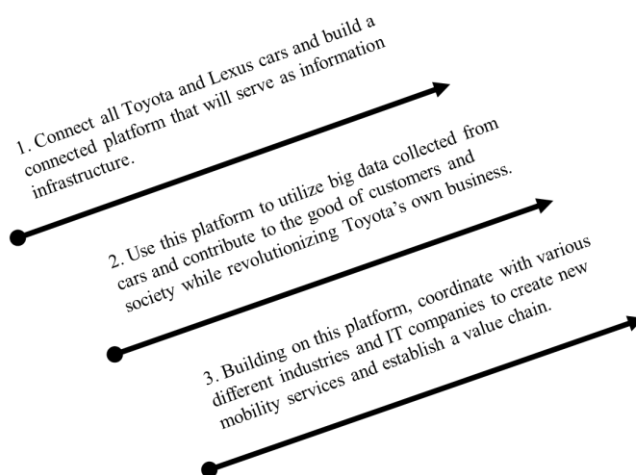 1. Connect all Toyota and Lexus cars and build a
connected platform that will serve as information
infrastructure.
2. Use this platform to utilize big data collected from
cars and contribute to the good of customers and
society while revolutionizing Toyota’s own business.
3. Building on this platform, coordinate with various
different industries and IT companies to create new
mobility services and establish a value chain.